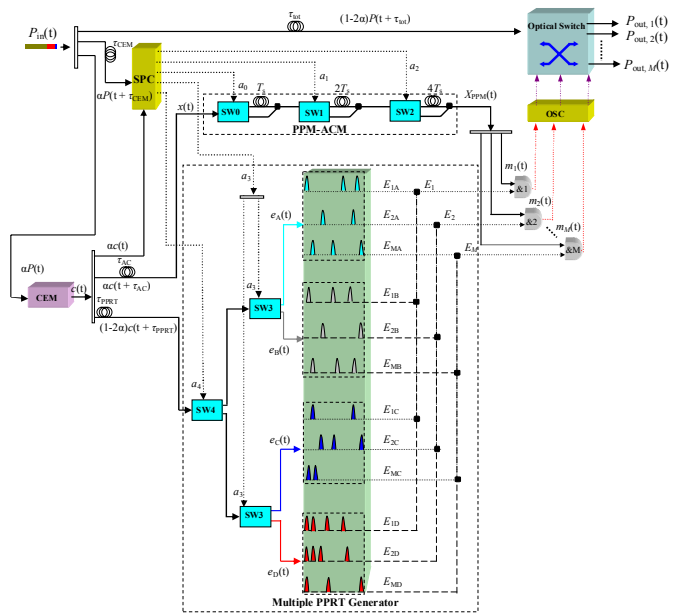 P_IN(t)
τ_CEM
αP(t + τ_CEM)
SPC
τ_tot
(1-2α)P(t + τ_tot)
Optical Switch
P_out, 1(t)
P_out, 2(t)
P_out, M(t)
a_0
a_1
a_2
x(t)
T_s
2T_s
4T_s
SW0
SW1
SW2
PPM-ACM
X_PPM(t)
OSC
m_1(t)
&1
m_2(t)
&2
m_M(t)
&M
a_3
E_1A
E_1
e_A(t)
E_2A
E_2
E_MA
E_M
αc(t)
τ_AC
αc(t + τ_AC)
αP(t)
CEM
c(t)
τ_PPRT
(1-2α)c(t + τ_PPRT)
a_3
SW3
E_1B
E_2B
e_B(t)
E_MB
a_4
SW4
E_1C
e_C(t)
E_2C
E_MC
a_3
SW3
E_1D
E_2D
e_D(t)
E_MD
Multiple PPRT Generator